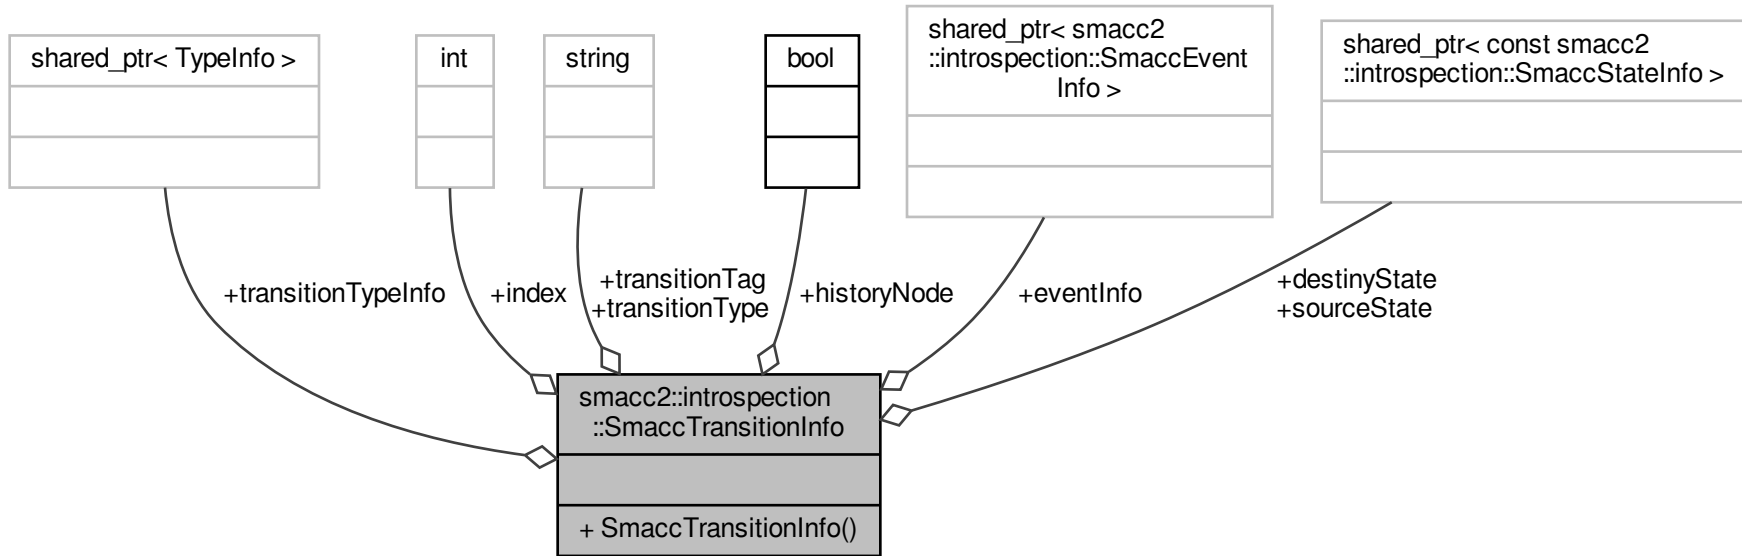 shared_ptr< TypeInfo >
int
string
bool
shared_ptr< smacc2
::introspection::SmaccEvent
Info >
shared_ptr< const smacc2
::introspection::SmaccStateInfo >
+transitionTypeInfo
+index
+transitionTag
+transitionType
+historyNode
+eventInfo
+destinyState
+sourceState
smacc2::introspection
::SmaccTransitionInfo
+ SmaccTransitionInfo()